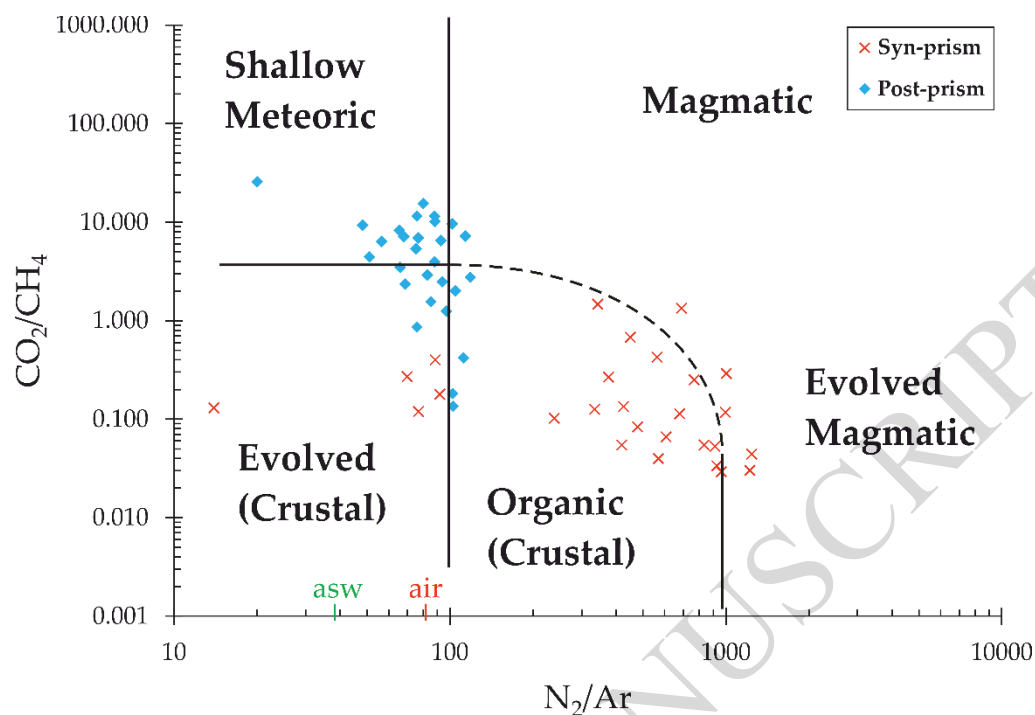 1000.000
100.000
10.000
1.000
0.100
0.010
0.001
CO₂/CH₄
Shallow
Meteoric
Magmatic
× Syn-prism
◆ Post-prism
Evolved
Magmatic
Evolved
(Crustal)
Organic
(Crustal)
asw
air
10
100
1000
10000
N₂/Ar
NUSCRIPT